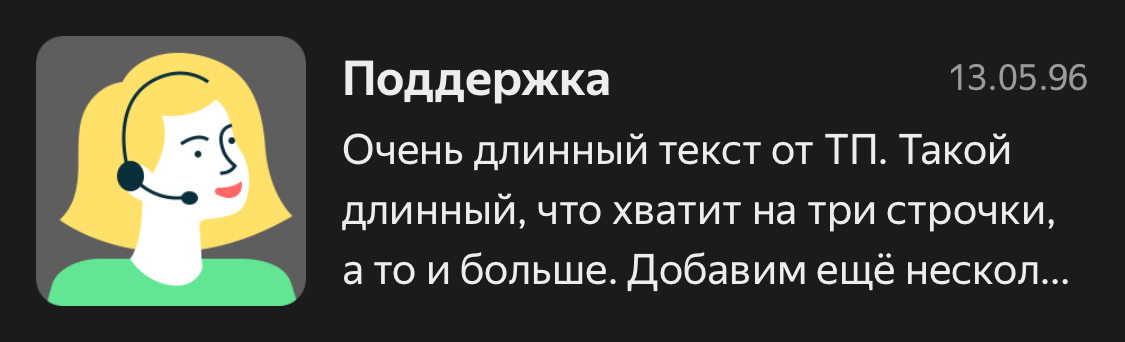 Поддержка
13.05.96
Очень длинный текст от ТП. Такой
длинный, что хватит на три строчки,
а то и больше. Добавим ещё нескол...